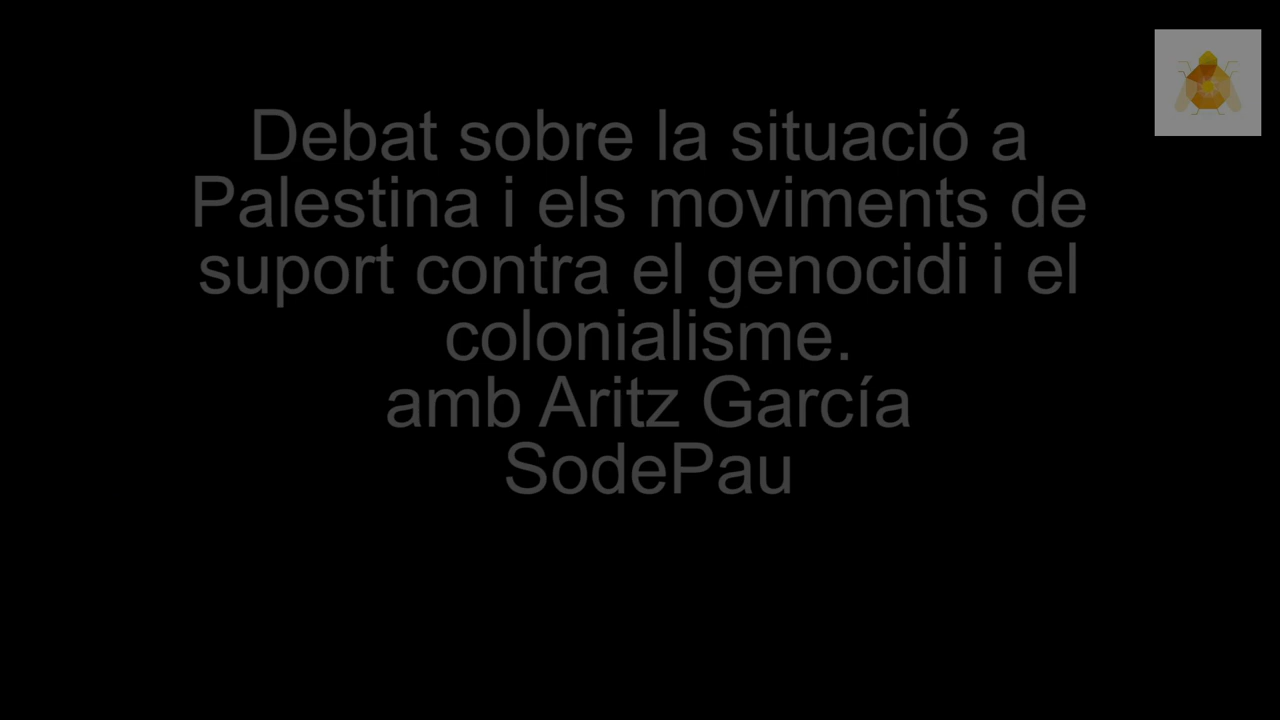 Debat sobre la situació a
Palestina i els moviments de
suport contra el genocidi i el
colonialisme.
amb Aritz García
SodePau